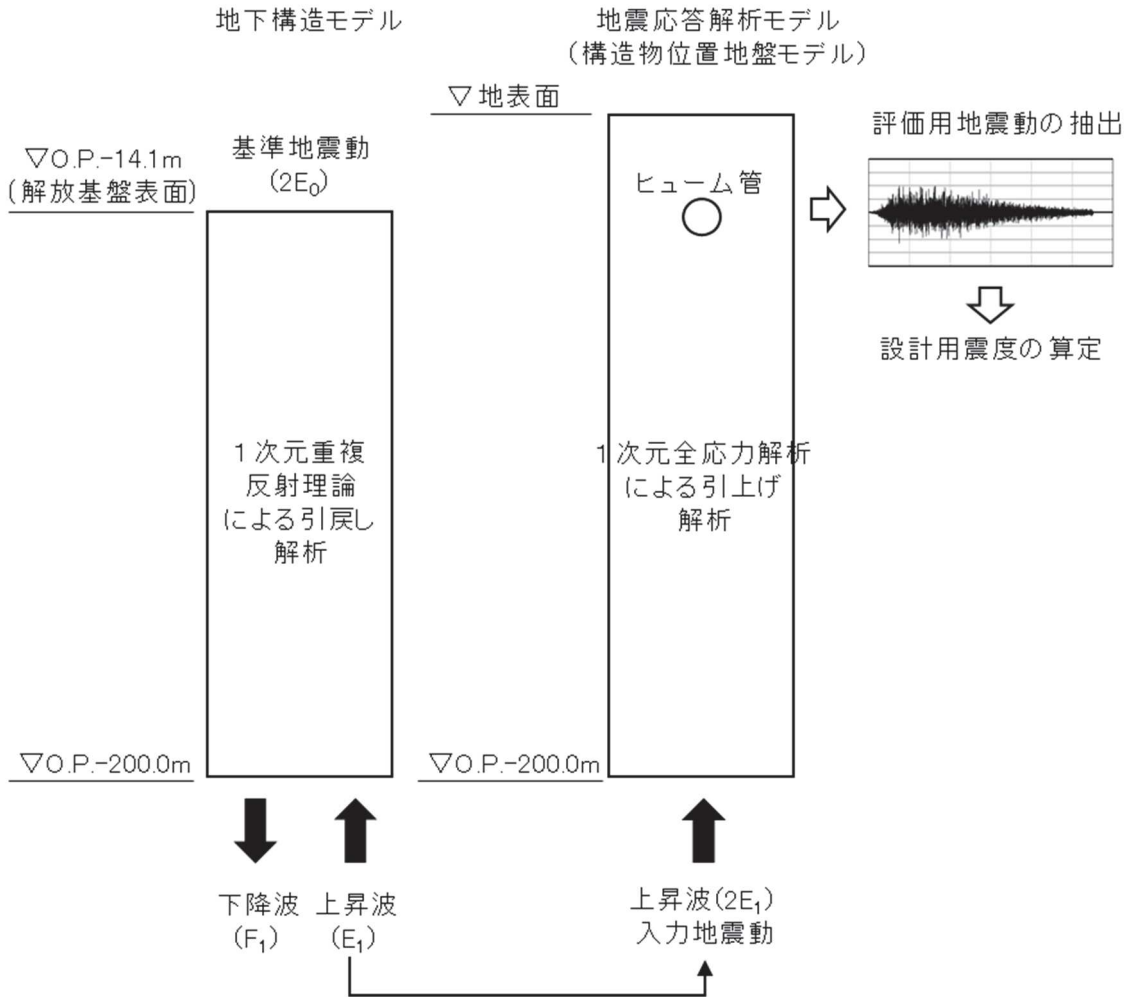 地下構造モデル
地震応答解析モデル
(構造物位置地盤モデル)
▽地表面
評価用地震動の抽出
▽O.P.-14.1m
(解放基盤表面)
基準地震動
(2E₀)
ヒューム管
設計用震度の算定
1次元重複
反射理論
による引戻し
解析
1次元全応力解析
による引上げ
解析
▽O.P.-200.0m
▽O.P.-200.0m
下降波
(F₁)
上昇波
(E₁)
上昇波(2E₁)
入力地震動